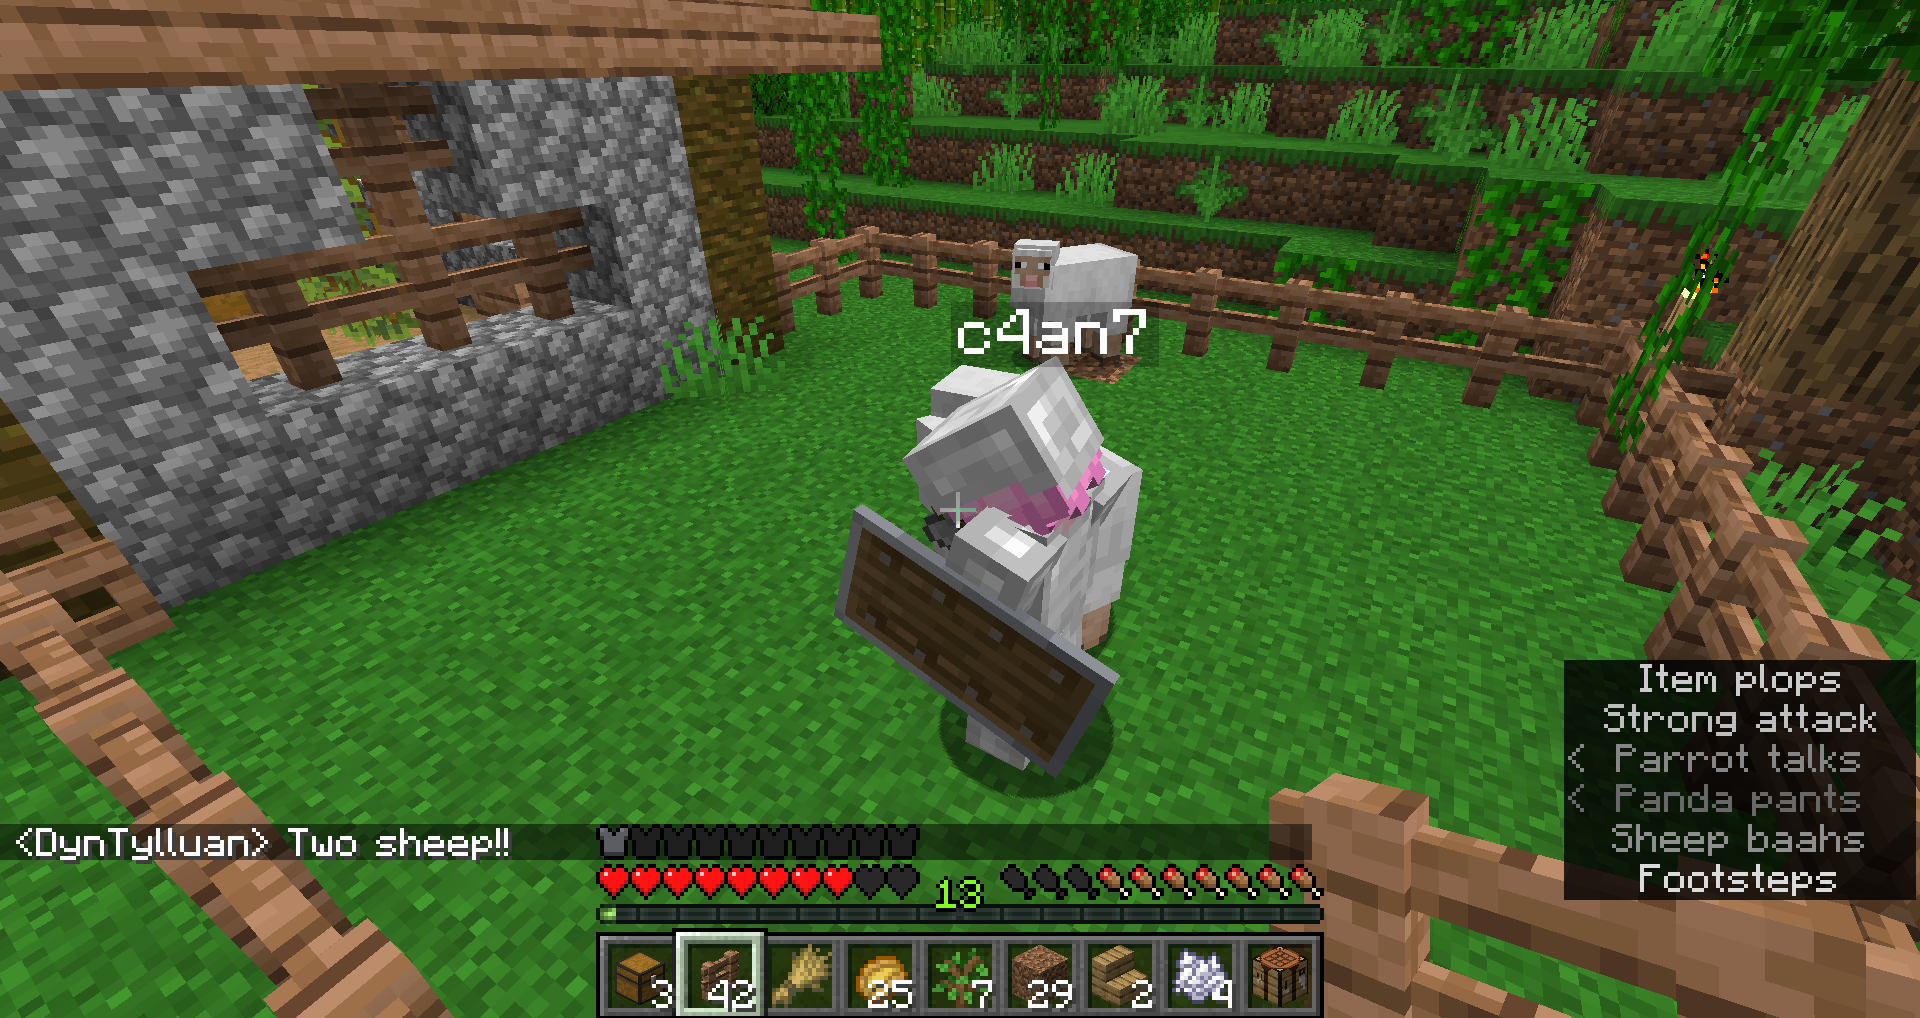 c4an7
Item plops
Strong attack
< Parrot talks
< Panda pants
Sheep baahs
Footsteps
<DynTylluan> Two sheep!!
13
3
42
25
7
29
2
4